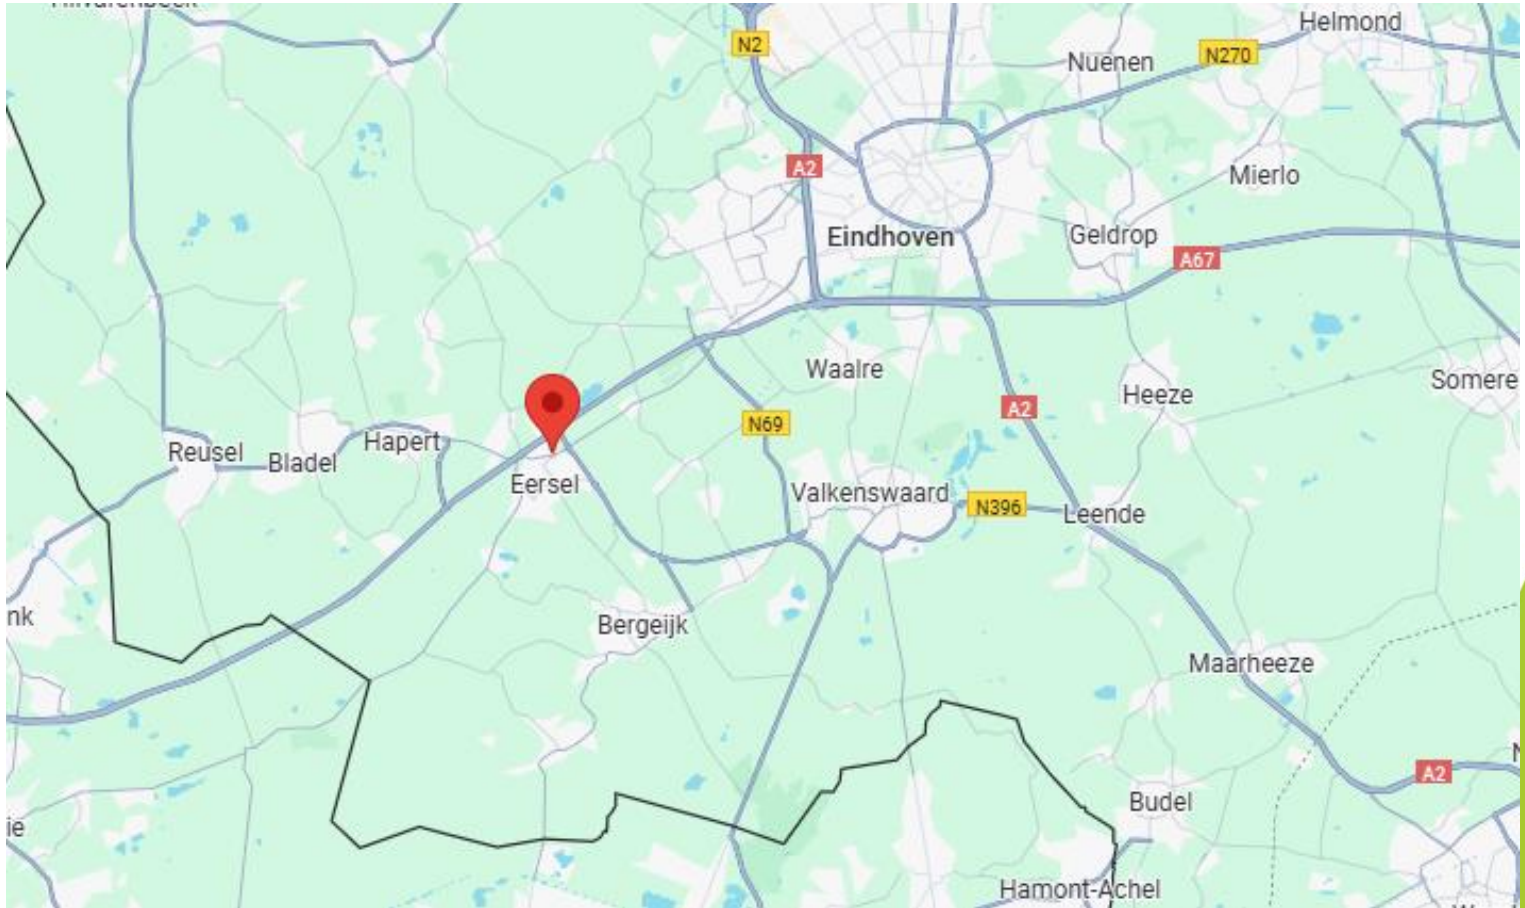 Helmond
N2
Nuenen
N270
A2
Mierlo
Eindhoven
Geldrop
A67
Waalre
Heeze
Somere
A2
N69
Hapert
Reusel
Bladel
Eersel
Valkenswaard
N396
Leende
nk
Bergeijk
Maarheeze
A2
Budel
ie
Hamont-Achel